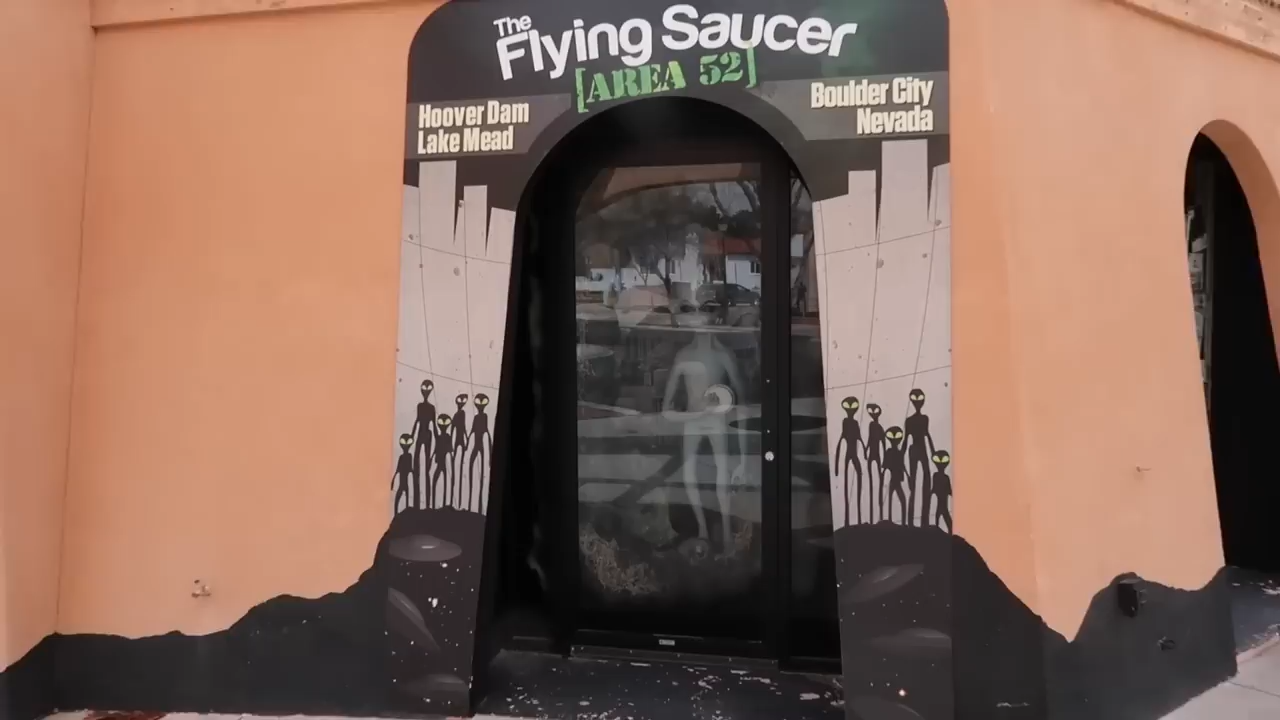 The
Flying Saucer
[AREA 52]
Hoover Dam
Lake Mead
Boulder City
Nevada